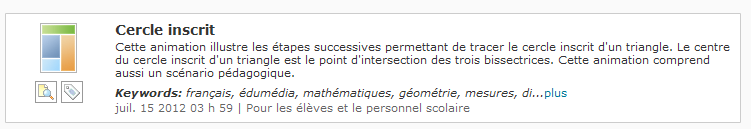 Cercle inscrit
Cette animation illustre les étapes successives permettant de tracer le cercle inscrit d'un triangle. Le centre
du cercle inscrit d'un triangle est le point d'intersection des trois bissectrices. Cette animation comprend
aussi un scénario pédagogique.
Keywords: français, édumédia, mathématiques, géométrie, mesures, di...plus
juil. 15 2012 03 h 59 | Pour les élèves et le personnel scolaire